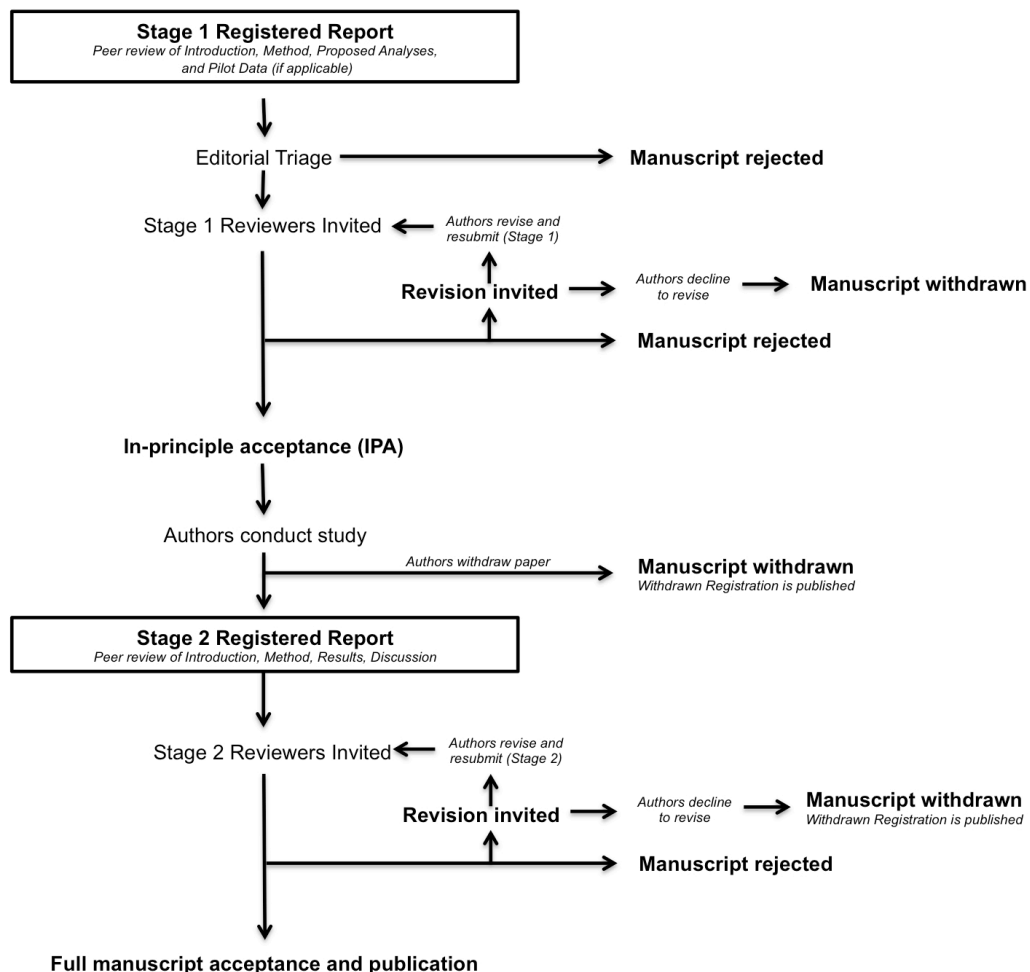 Stage 1 Registered Report
Peer review of Introduction, Method, Proposed Analyses,
and Pilot Data (if applicable)
Editorial Triage
Manuscript rejected
Stage 1 Reviewers Invited
Authors revise and
resubmit (Stage 1)
Revision invited
Authors decline
to revise
Manuscript withdrawn
Manuscript rejected
In-principle acceptance (IPA)
Authors conduct study
Authors withdraw paper
Manuscript withdrawn
Withdrawn Registration is published
Stage 2 Registered Report
Peer review of Introduction, Method, Results, Discussion
Stage 2 Reviewers Invited
Authors revise and
resubmit (Stage 2)
Revision invited
Authors decline
to revise
Manuscript withdrawn
Withdrawn Registration is published
Manuscript rejected
Full manuscript acceptance and publication